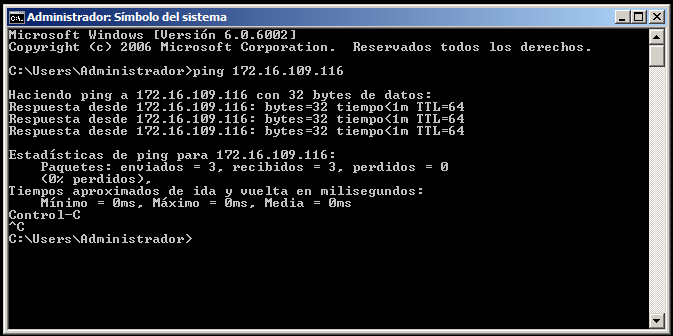 Administrador: Símbolo del sistema
Microsoft Windows [Versión 6.0.6002]
Copyright (c) 2006 Microsoft Corporation.  Reservados todos los derechos.
C:\Users\Administrador>ping 172.16.109.116
Haciendo ping a 172.16.109.116 con 32 bytes de datos:
Respuesta desde 172.16.109.116: bytes=32 tiempo<1m TTL=64
Respuesta desde 172.16.109.116: bytes=32 tiempo<1m TTL=64
Respuesta desde 172.16.109.116: bytes=32 tiempo<1m TTL=64
Estadísticas de ping para 172.16.109.116:
    Paquetes: enviados = 3, recibidos = 3, perdidos = 0
    (0% perdidos),
Tiempos aproximados de ida y vuelta en milisegundos:
    Mínimo = 0ms, Máximo = 0ms, Media = 0ms
Control-C
^C
C:\Users\Administrador>